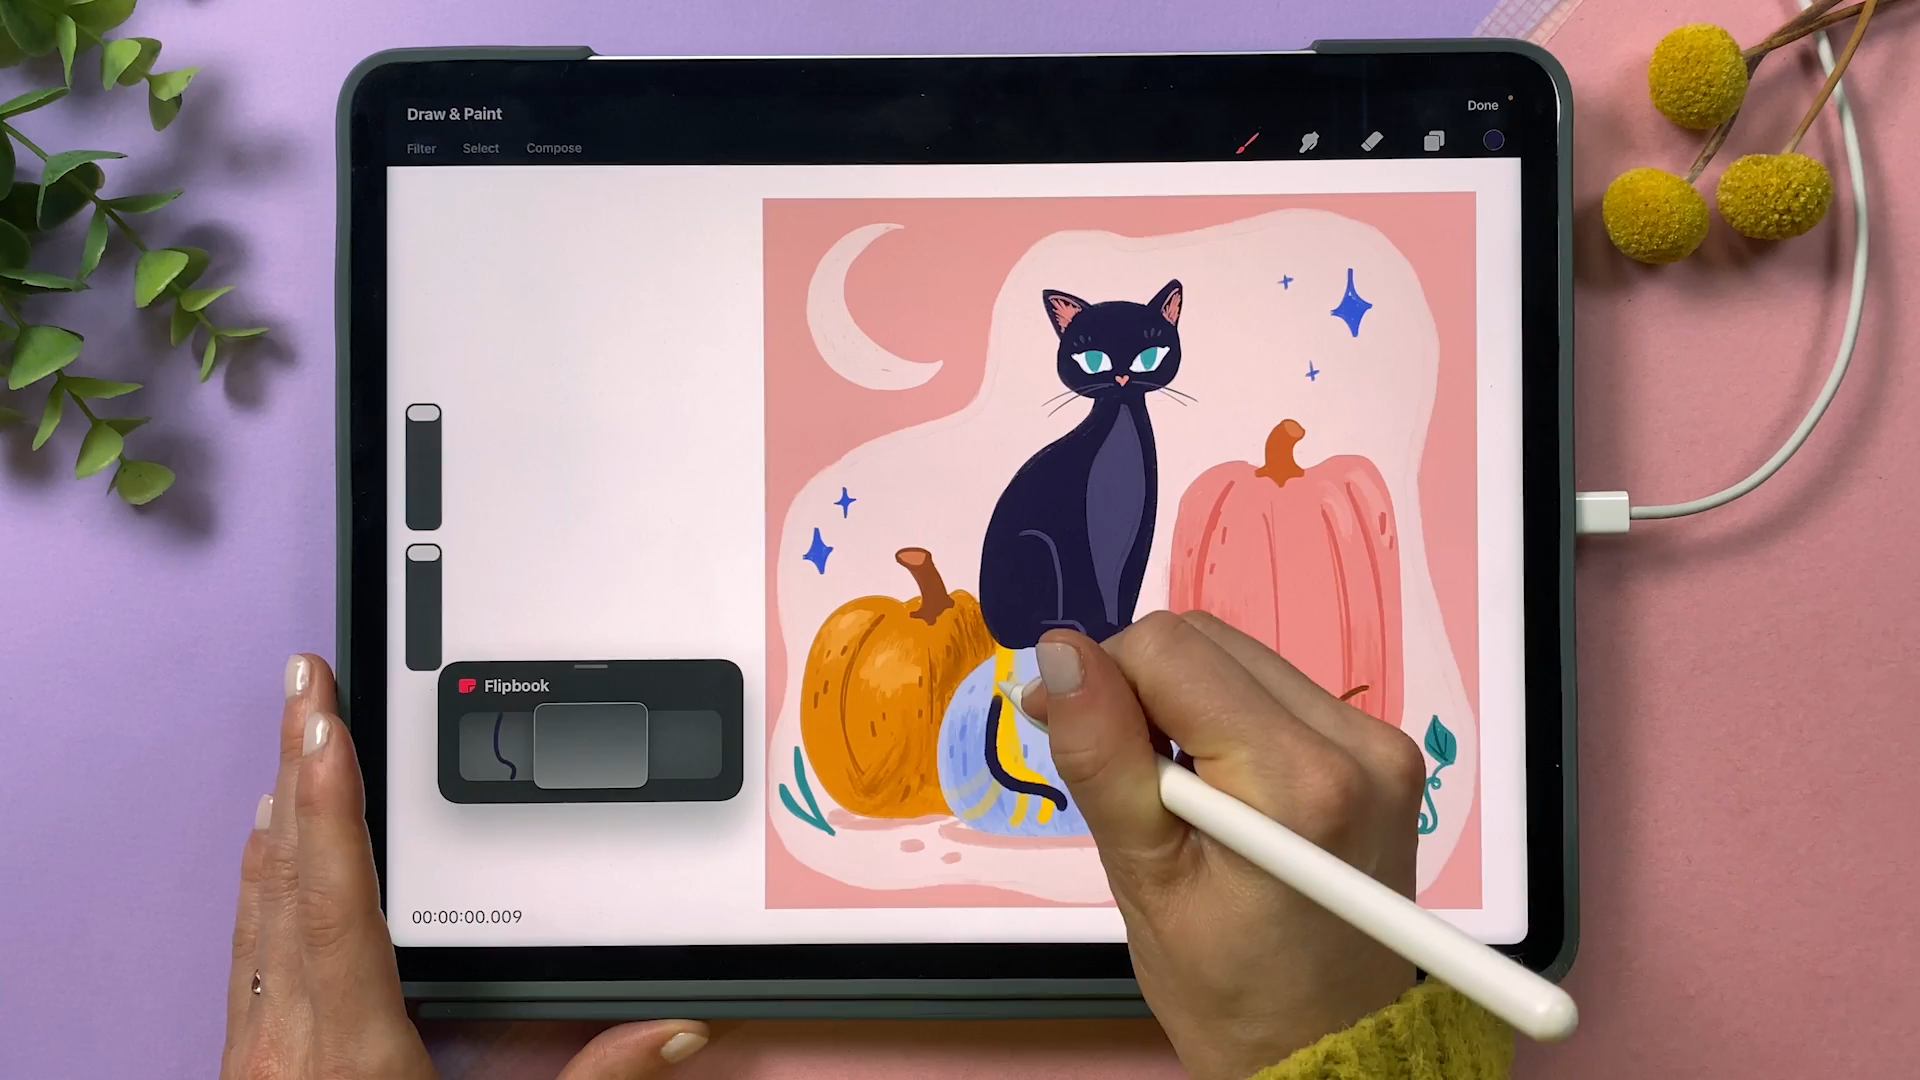 Draw & Paint
Done
Filter Select Compose
Flipbook
00:00:00.009